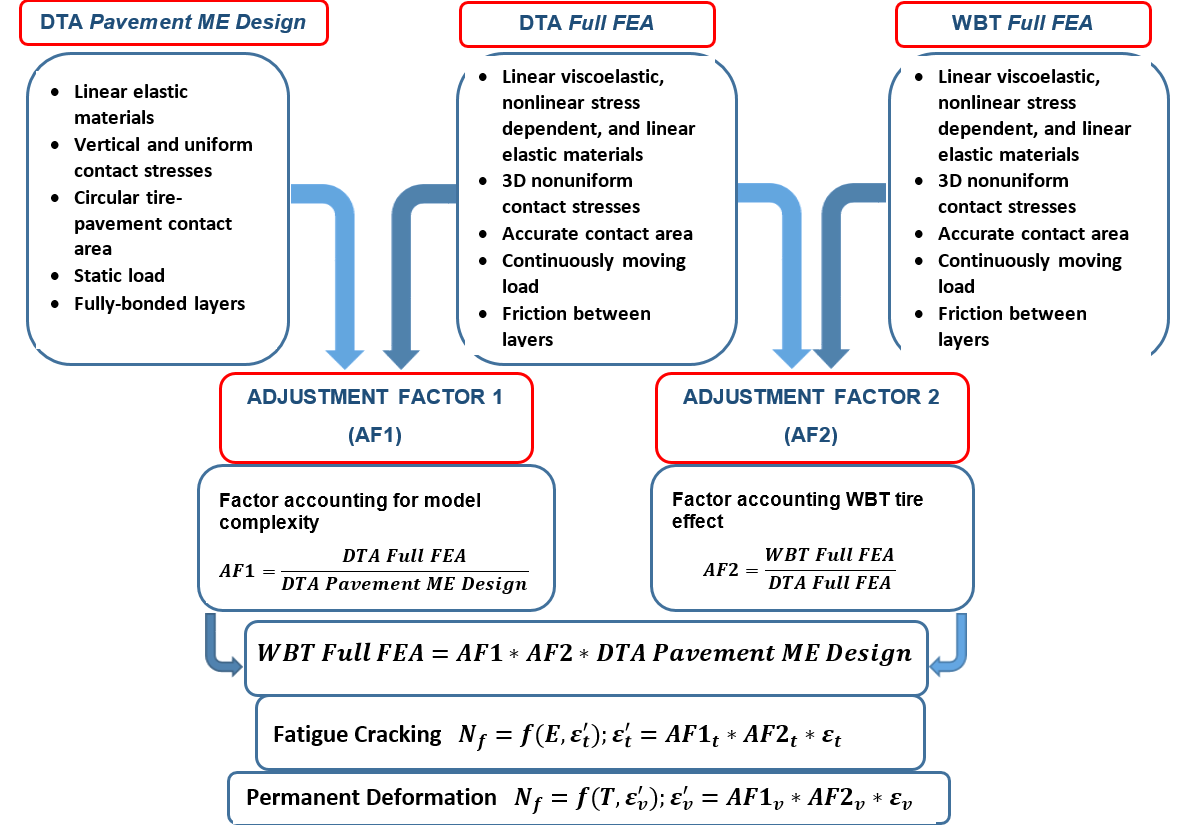 DTA Pavement ME Design
• Linear elastic
materials
• Vertical and uniform
contact stresses
• Circular tire-
pavement contact
area
• Static load
• Fully-bonded layers
DTA Full FEA
• Linear viscoelastic,
nonlinear stress
dependent, and linear
elastic materials
• 3D nonuniform
contact stresses
• Accurate contact area
• Continuously moving
load
• Friction between
layers
WBT Full FEA
• Linear viscoelastic,
nonlinear stress
dependent, and linear
elastic materials
• 3D nonuniform
contact stresses
• Accurate contact area
• Continuously moving
load
• Friction between
layers
ADJUSTMENT FACTOR 1
(AF1)
Factor accounting for model
complexity
AF1 = DTA Full FEA / DTA Pavement ME Design
ADJUSTMENT FACTOR 2
(AF2)
Factor accounting WBT tire
effect
AF2 = WBT Full FEA / DTA Full FEA
WBT Full FEA = AF1 * AF2 * DTA Pavement ME Design
Fatigue Cracking N_f = f(E, ε′_t); ε′_t = AF1_t * AF2_t * ε_t
Permanent Deformation N_f = f(T, ε′_v); ε′_v = AF1_v * AF2_v * ε_v